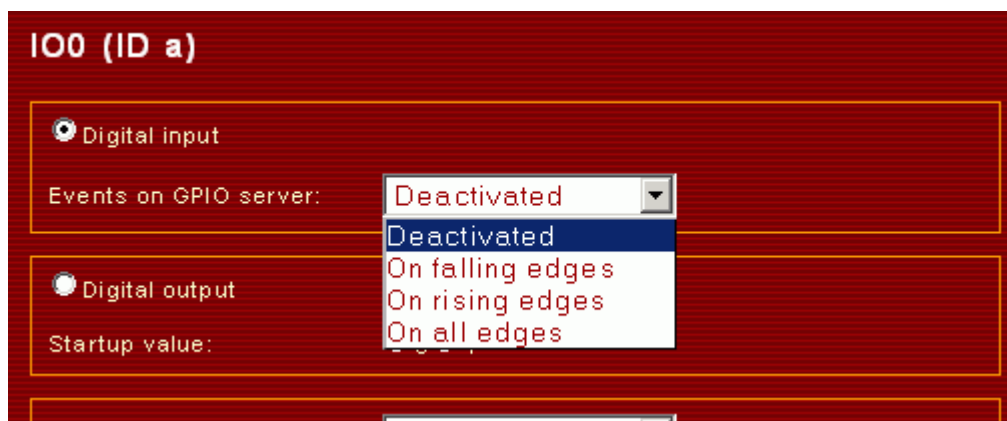 IO0 (ID a)
Digital input
Events on GPIO server:
Deactivated
Deactivated
On falling edges
On rising edges
On all edges
Digital output
Startup value: